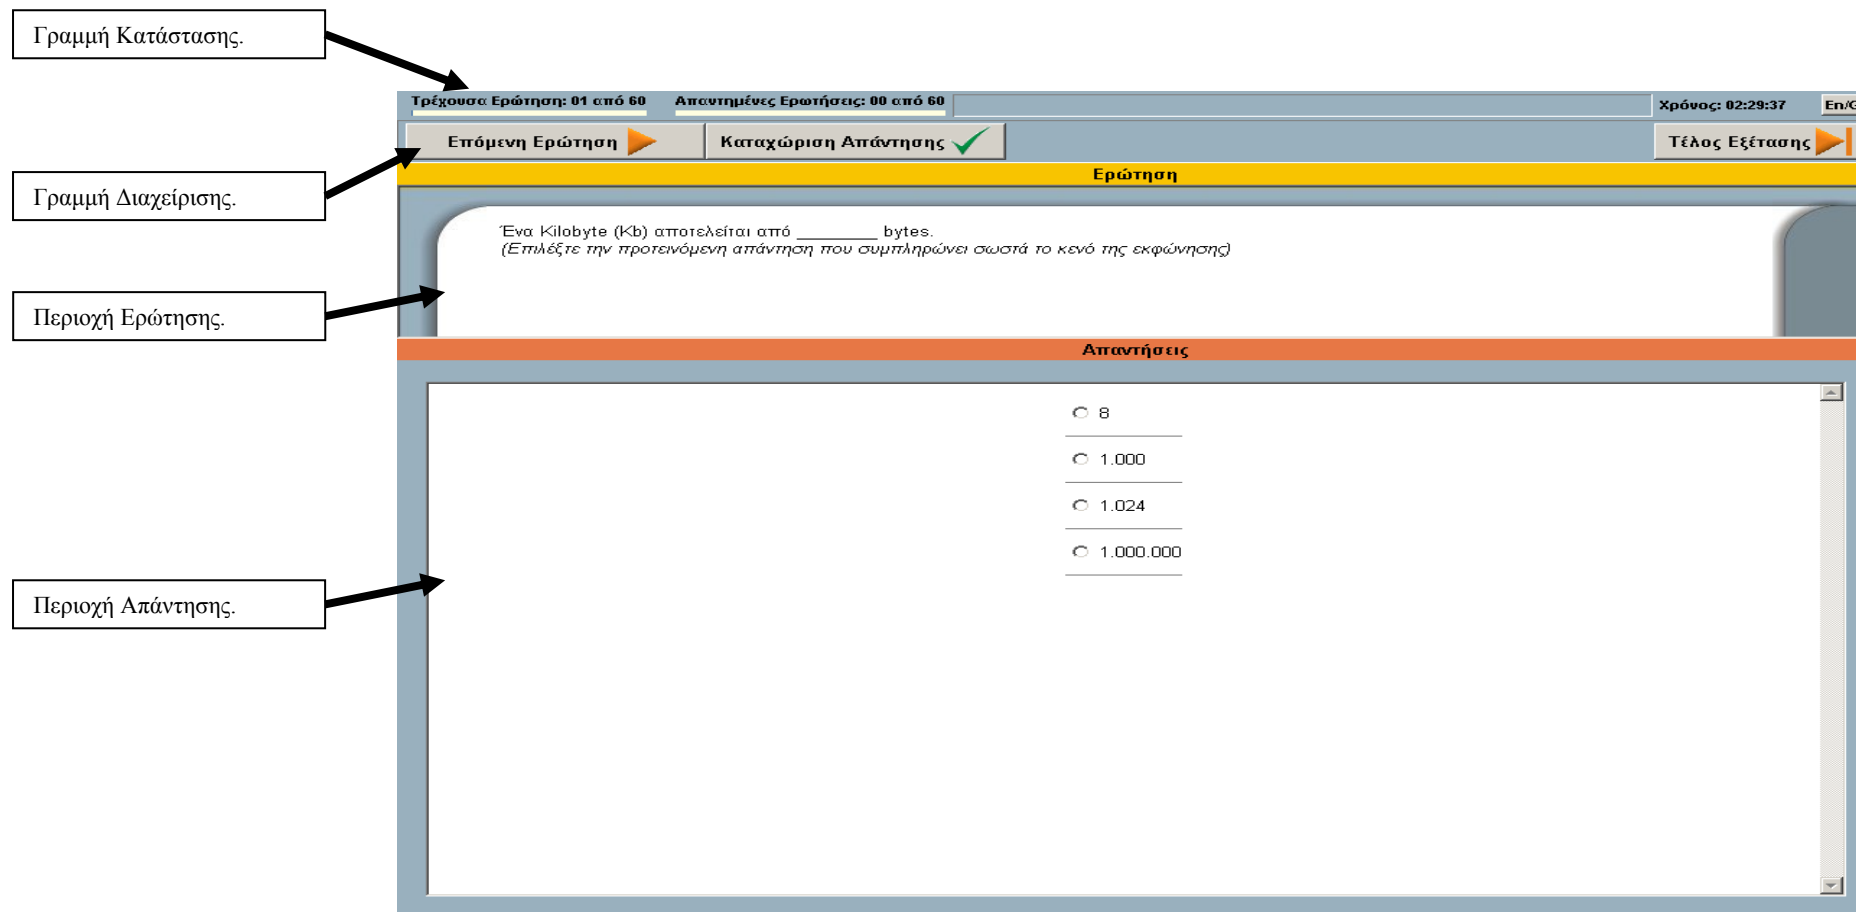 Γραμμή Κατάστασης.
Τρέχουσα Ερώτηση: 01 από 60 Απαντημένες Ερωτήσεις: 00 από 60 Χρόνος: 02:29:37 En/G
Επόμενη Ερώτηση Καταχώριση Απάντησης Τέλος Εξέτασης
Ερώτηση
Γραμμή Διαχείρισης.
Ένα Kilobyte (Kb) αποτελείται από ________ bytes.
(Επιλέξτε την προτεινόμενη απάντηση που συμπληρώνει σωστά το κενό της εκφώνησης)
Περιοχή Ερώτησης.
Απαντήσεις
8
1.000
1.024
1.000.000
Περιοχή Απάντησης.